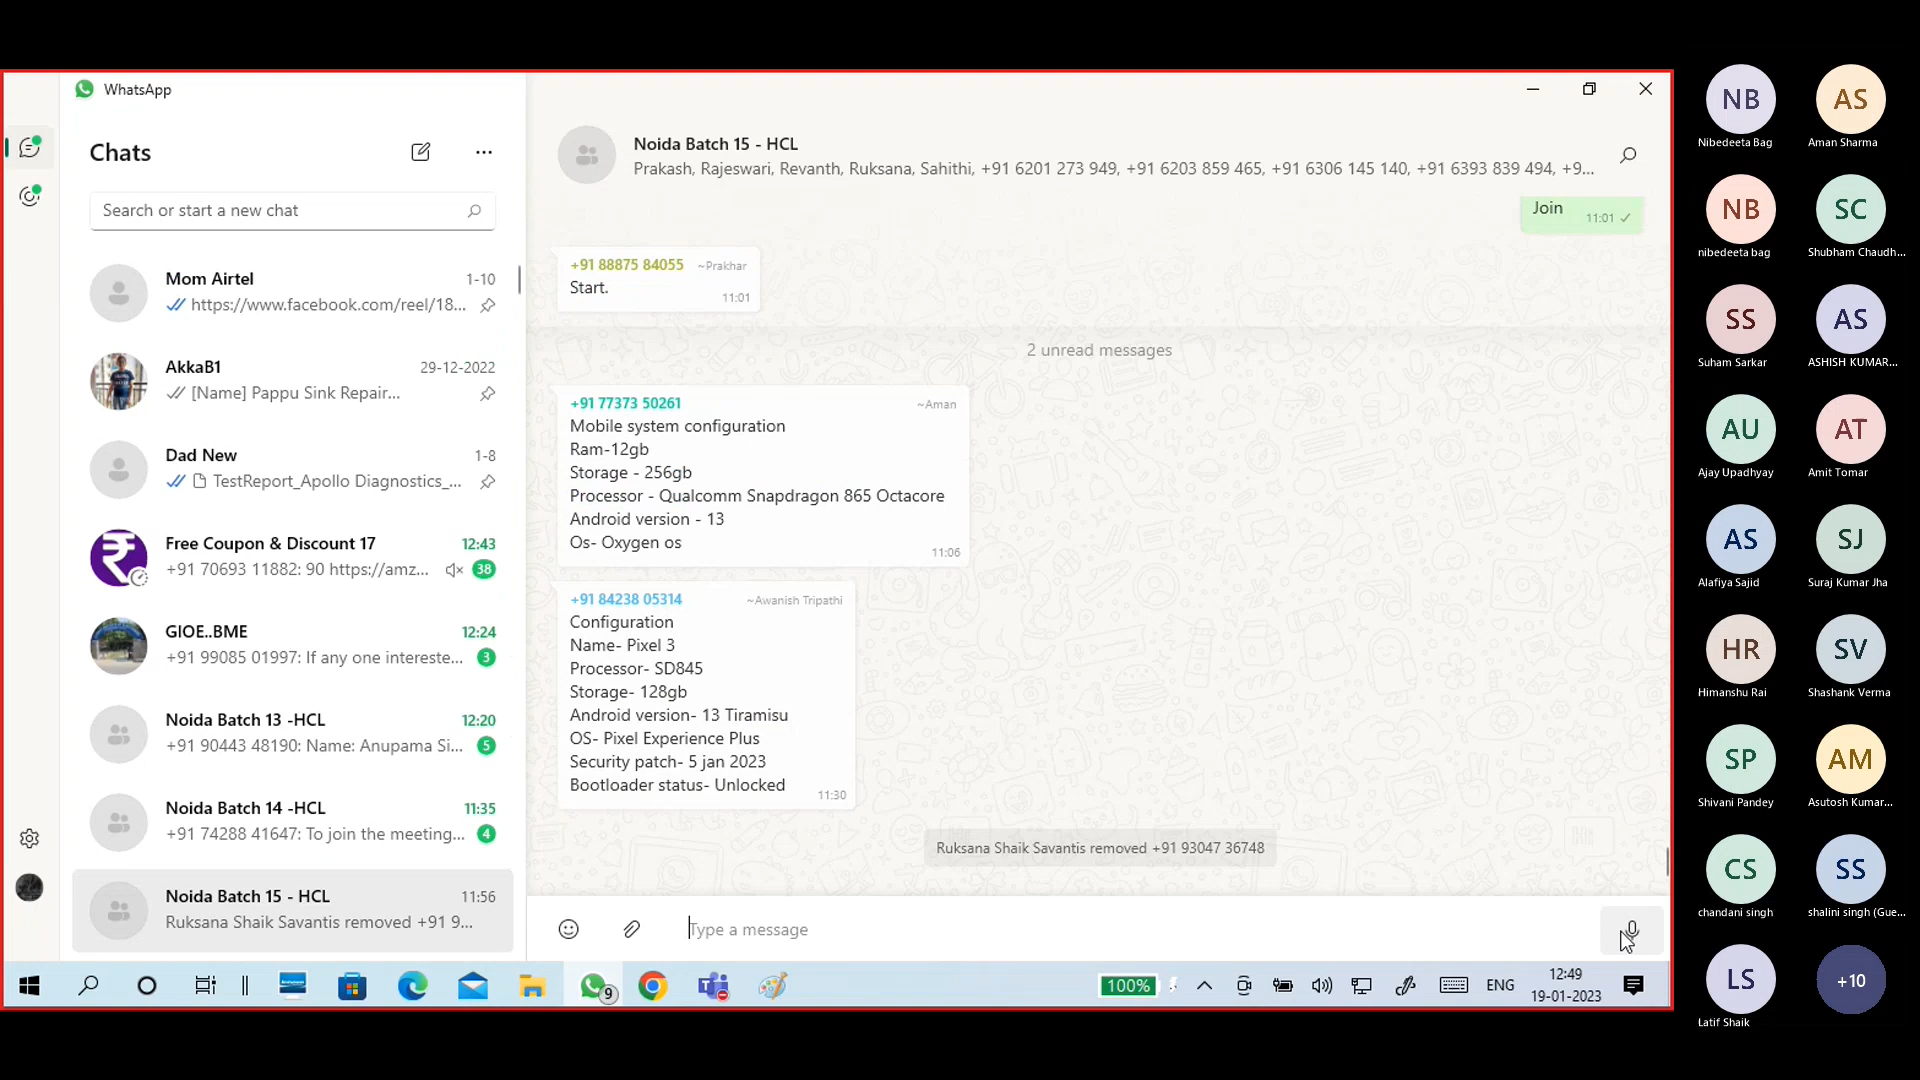 WhatsApp
Chats
Search or start a new chat
Mom Airtel 1-10
https://www.facebook.com/reel/18...
AkkaB1 29-12-2022
[Name] Pappu Sink Repair...
Dad New 1-8
TestReport_Apollo Diagnostics_...
Free Coupon & Discount 17 12:43
+91 70693 11882: 90 https://amz... 38
GIOE..BME 12:24
+91 99085 01997: If any one intereste... 3
Noida Batch 13 -HCL 12:20
+91 90443 48190: Name: Anupama Si... 5
Noida Batch 14 -HCL 11:35
+91 74288 41647: To join the meeting... 4
Noida Batch 15 - HCL 11:56
Ruksana Shaik Savantis removed +91 9...
Noida Batch 15 - HCL
Prakash, Rajeswari, Revanth, Ruksana, Sahithi, +91 6201 273 949, +91 6203 859 465, +91 6306 145 140, +91 6393 839 494, +9...
Join 11:01
+91 88875 84055 ~Prakhar
Start.
11:01
2 unread messages
+91 77373 50261 ~Aman
Mobile system configuration
Ram-12gb
Storage - 256gb
Processor - Qualcomm Snapdragon 865 Octacore
Android version - 13
Os- Oxygen os
11:06
+91 84238 05314 ~Awanish Tripathi
Configuration
Name- Pixel 3
Processor- SD845
Storage- 128gb
Android version- 13 Tiramisu
OS- Pixel Experience Plus
Security patch- 5 jan 2023
Bootloader status- Unlocked
11:30
Ruksana Shaik Savantis removed +91 93047 36748
Type a message
9
100% ENG 12:49
19-01-2023
NB AS
Nibedeeta Bag Aman Sharma
NB SC
nibedeeta bag Shubham Chaudh...
SS AS
Suham Sarkar ASHISH KUMAR...
AU AT
Ajay Upadhyay Amit Tomar
AS SJ
Alafiya Sajid Suraj Kumar Jha
HR SV
Himanshu Rai Shashank Verma
SP AM
Shivani Pandey Asutosh Kumar...
CS SS
chandani singh shalini singh (Gue...
LS +10
Latif Shaik